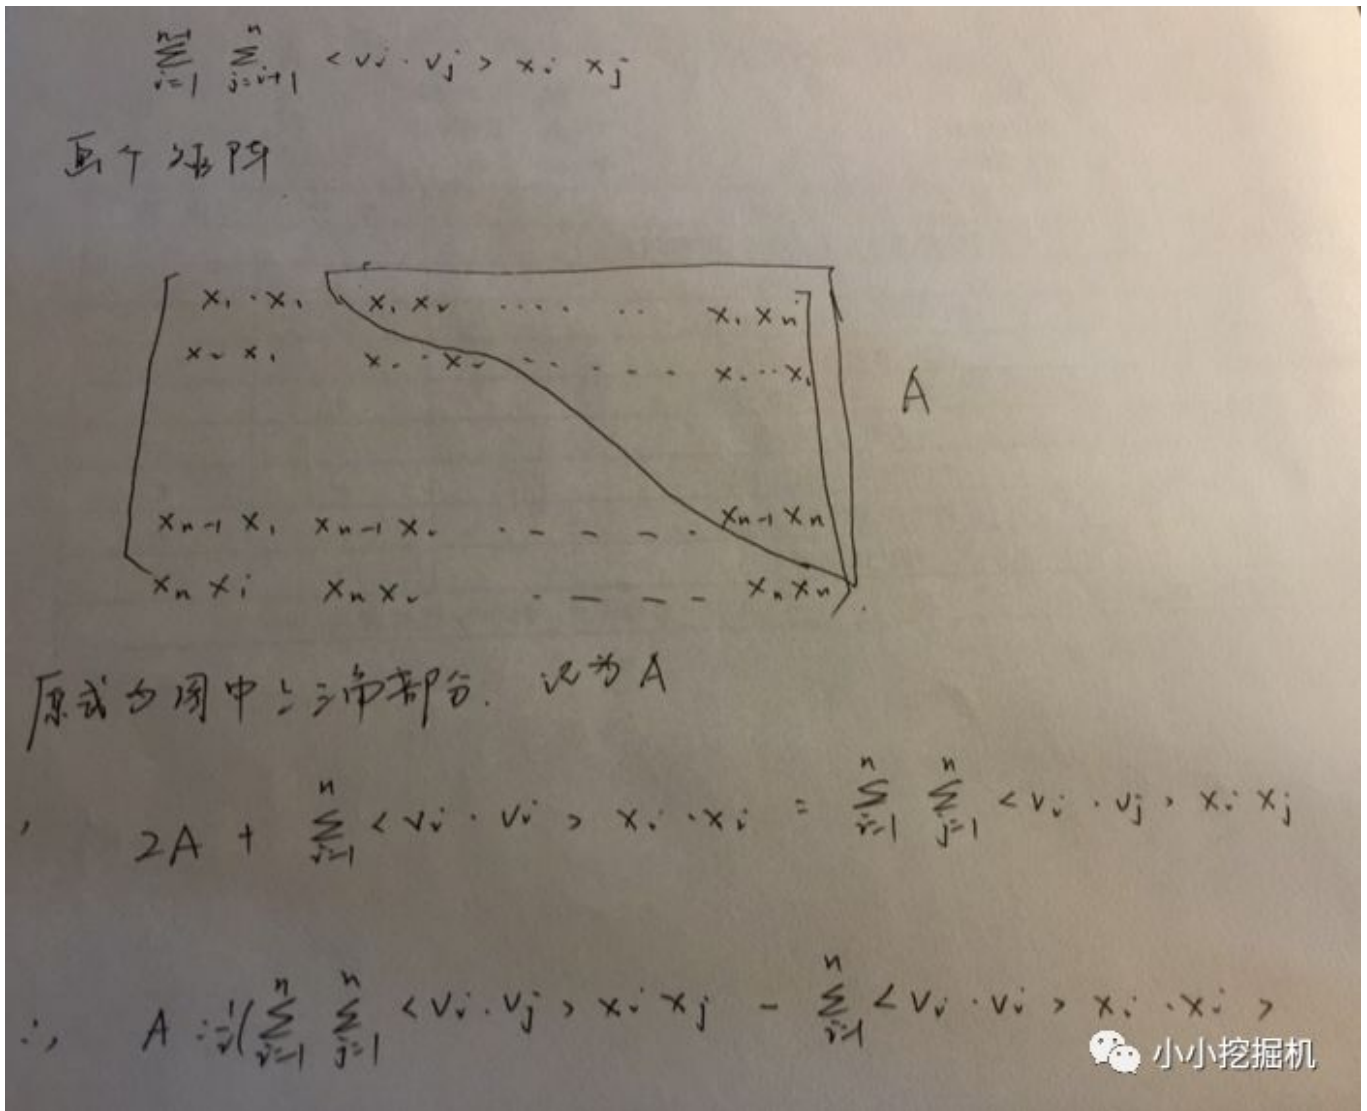 ∑_{i=1}^{n-1} ∑_{j=i+1}^{n} <vi · vj> xi xj
画个矩阵
x₁ · x₁ x₁ x₂ ······ x₁ xn
x₂ x₁ x₂ · x₂ ······ A
xn-1 x₁ xn-1 x₂ · – – – – · xn-1 xn
xn xi xn x₂ · – – – xn xn
原式为图中上三角部分. 记为 A
2A + ∑_{i=1}^{n} <vi · vi> xi · xi = ∑_{i=1}^{n} ∑_{j=1}^{n} <vi · vj> xi xj
∴ A = ½(∑_{i=1}^{n} ∑_{j=1}^{n} <vi · vj> xi xj − ∑_{i=1}^{n} <vi · vi> xi · xi >
小小挖掘机